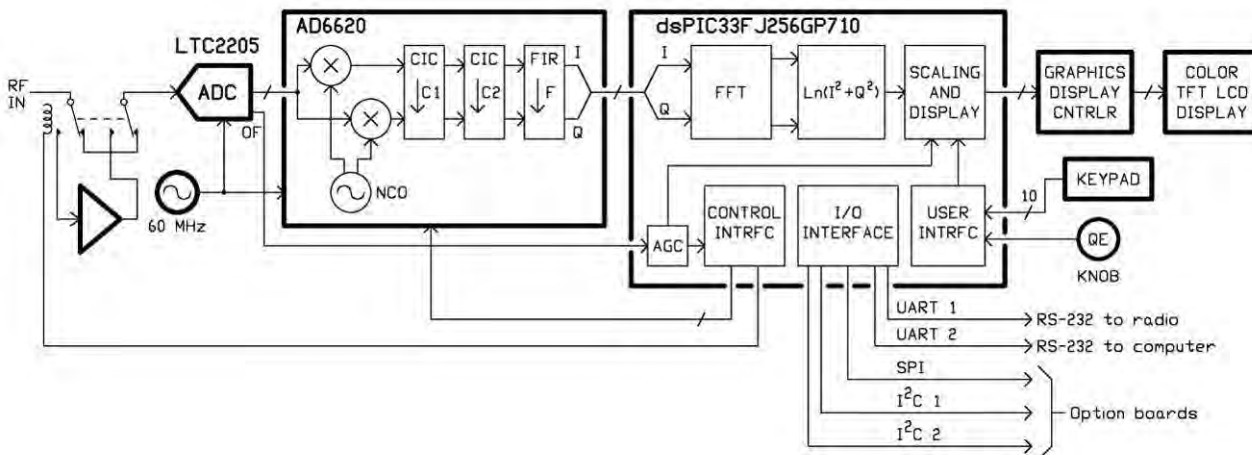 AD6620
dsPIC33FJ256GP710
LTC2205
RF
IN
ADC
OF
60 MHz
CIC
C1
CIC
C2
FIR
F
I
Q
NCO
I
Q
FFT
Ln(I²+Q²)
SCALING
AND
DISPLAY
GRAPHICS
DISPLAY
CNTRLR
COLOR
TFT LCD
DISPLAY
KEYPAD
10
AGC
CONTROL
INTRFC
I/O
INTERFACE
USER
INTRFC
QE
KNOB
UART 1
RS-232 to radio
UART 2
RS-232 to computer
SPI
I²C 1
Option boards
I²C 2